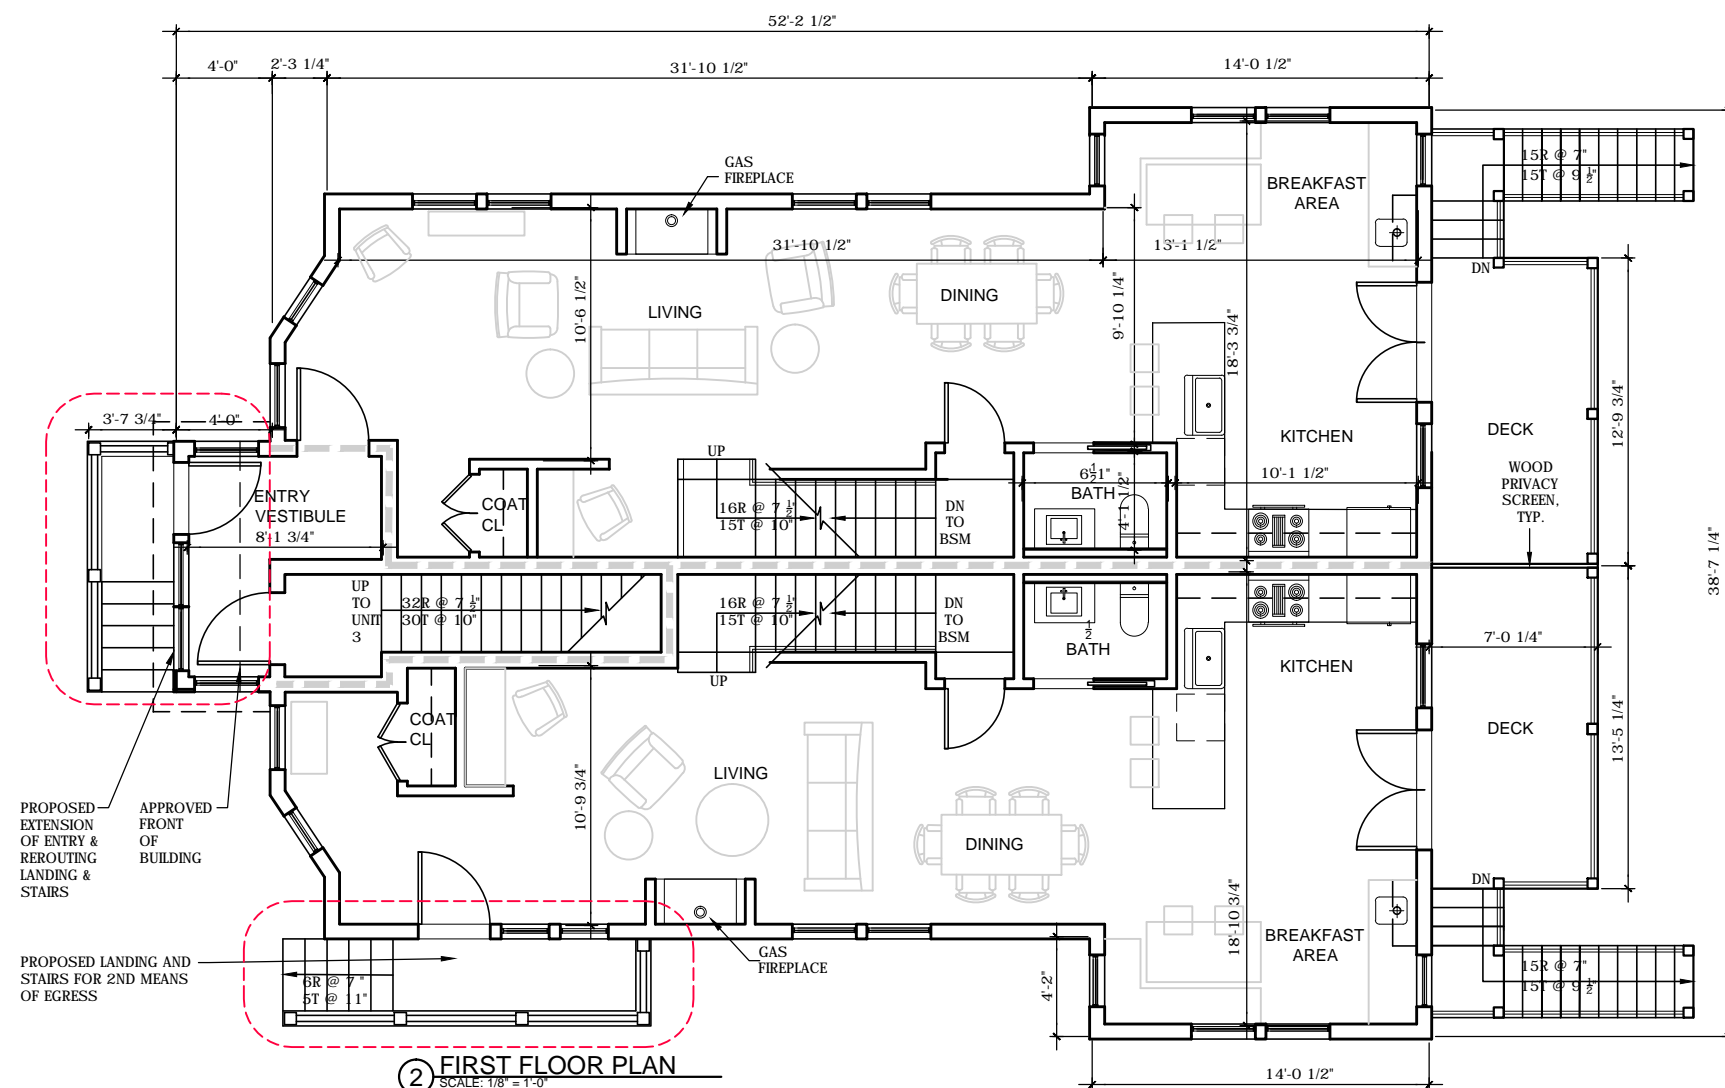 52'-2 1/2"
4'-0"
2'-3 1/4"
31'-10 1/2"
14'-0 1/2"
GAS
FIREPLACE
BREAKFAST
AREA
15R @ 7"
15T @ 9 1/2"
31'-10 1/2"
13'-1 1/2"
DN
10'-6 1/2"
LIVING
DINING
9'-10 1/4"
18'-3 3/4"
3'-7 3/4"
4'-0"
KITCHEN
DECK
12'-9 3/4"
WOOD
PRIVACY
SCREEN,
TYP.
UP
ENTRY
VESTIBULE
8'-1 3/4"
COAT
CL
16R @ 7 1/2"
15T @ 10"
DN
TO
BSM
6'-1"
1/2
BATH
4'-1 1/2"
10'-1 1/2"
38'-7 1/4"
UP
TO
UNIT
3
32R @ 7 1/2"
30T @ 10"
16R @ 7 1/2"
15T @ 10"
DN
TO
BSM
1/2
BATH
KITCHEN
7'-0 1/4"
UP
COAT
CL
LIVING
10'-9 3/4"
DINING
DECK
13'-5 1/4"
PROPOSED
EXTENSION
OF ENTRY &
REROUTING
LANDING &
STAIRS
APPROVED
FRONT
OF
BUILDING
DN
18'-10 3/4"
BREAKFAST
AREA
GAS
FIREPLACE
PROPOSED LANDING AND
STAIRS FOR 2ND MEANS
OF EGRESS
6R @ 7 "
5T @ 11"
4'-2"
15R @ 7"
15T @ 9 1/2"
2 FIRST FLOOR PLAN
SCALE: 1/8" = 1'-0"
14'-0 1/2"